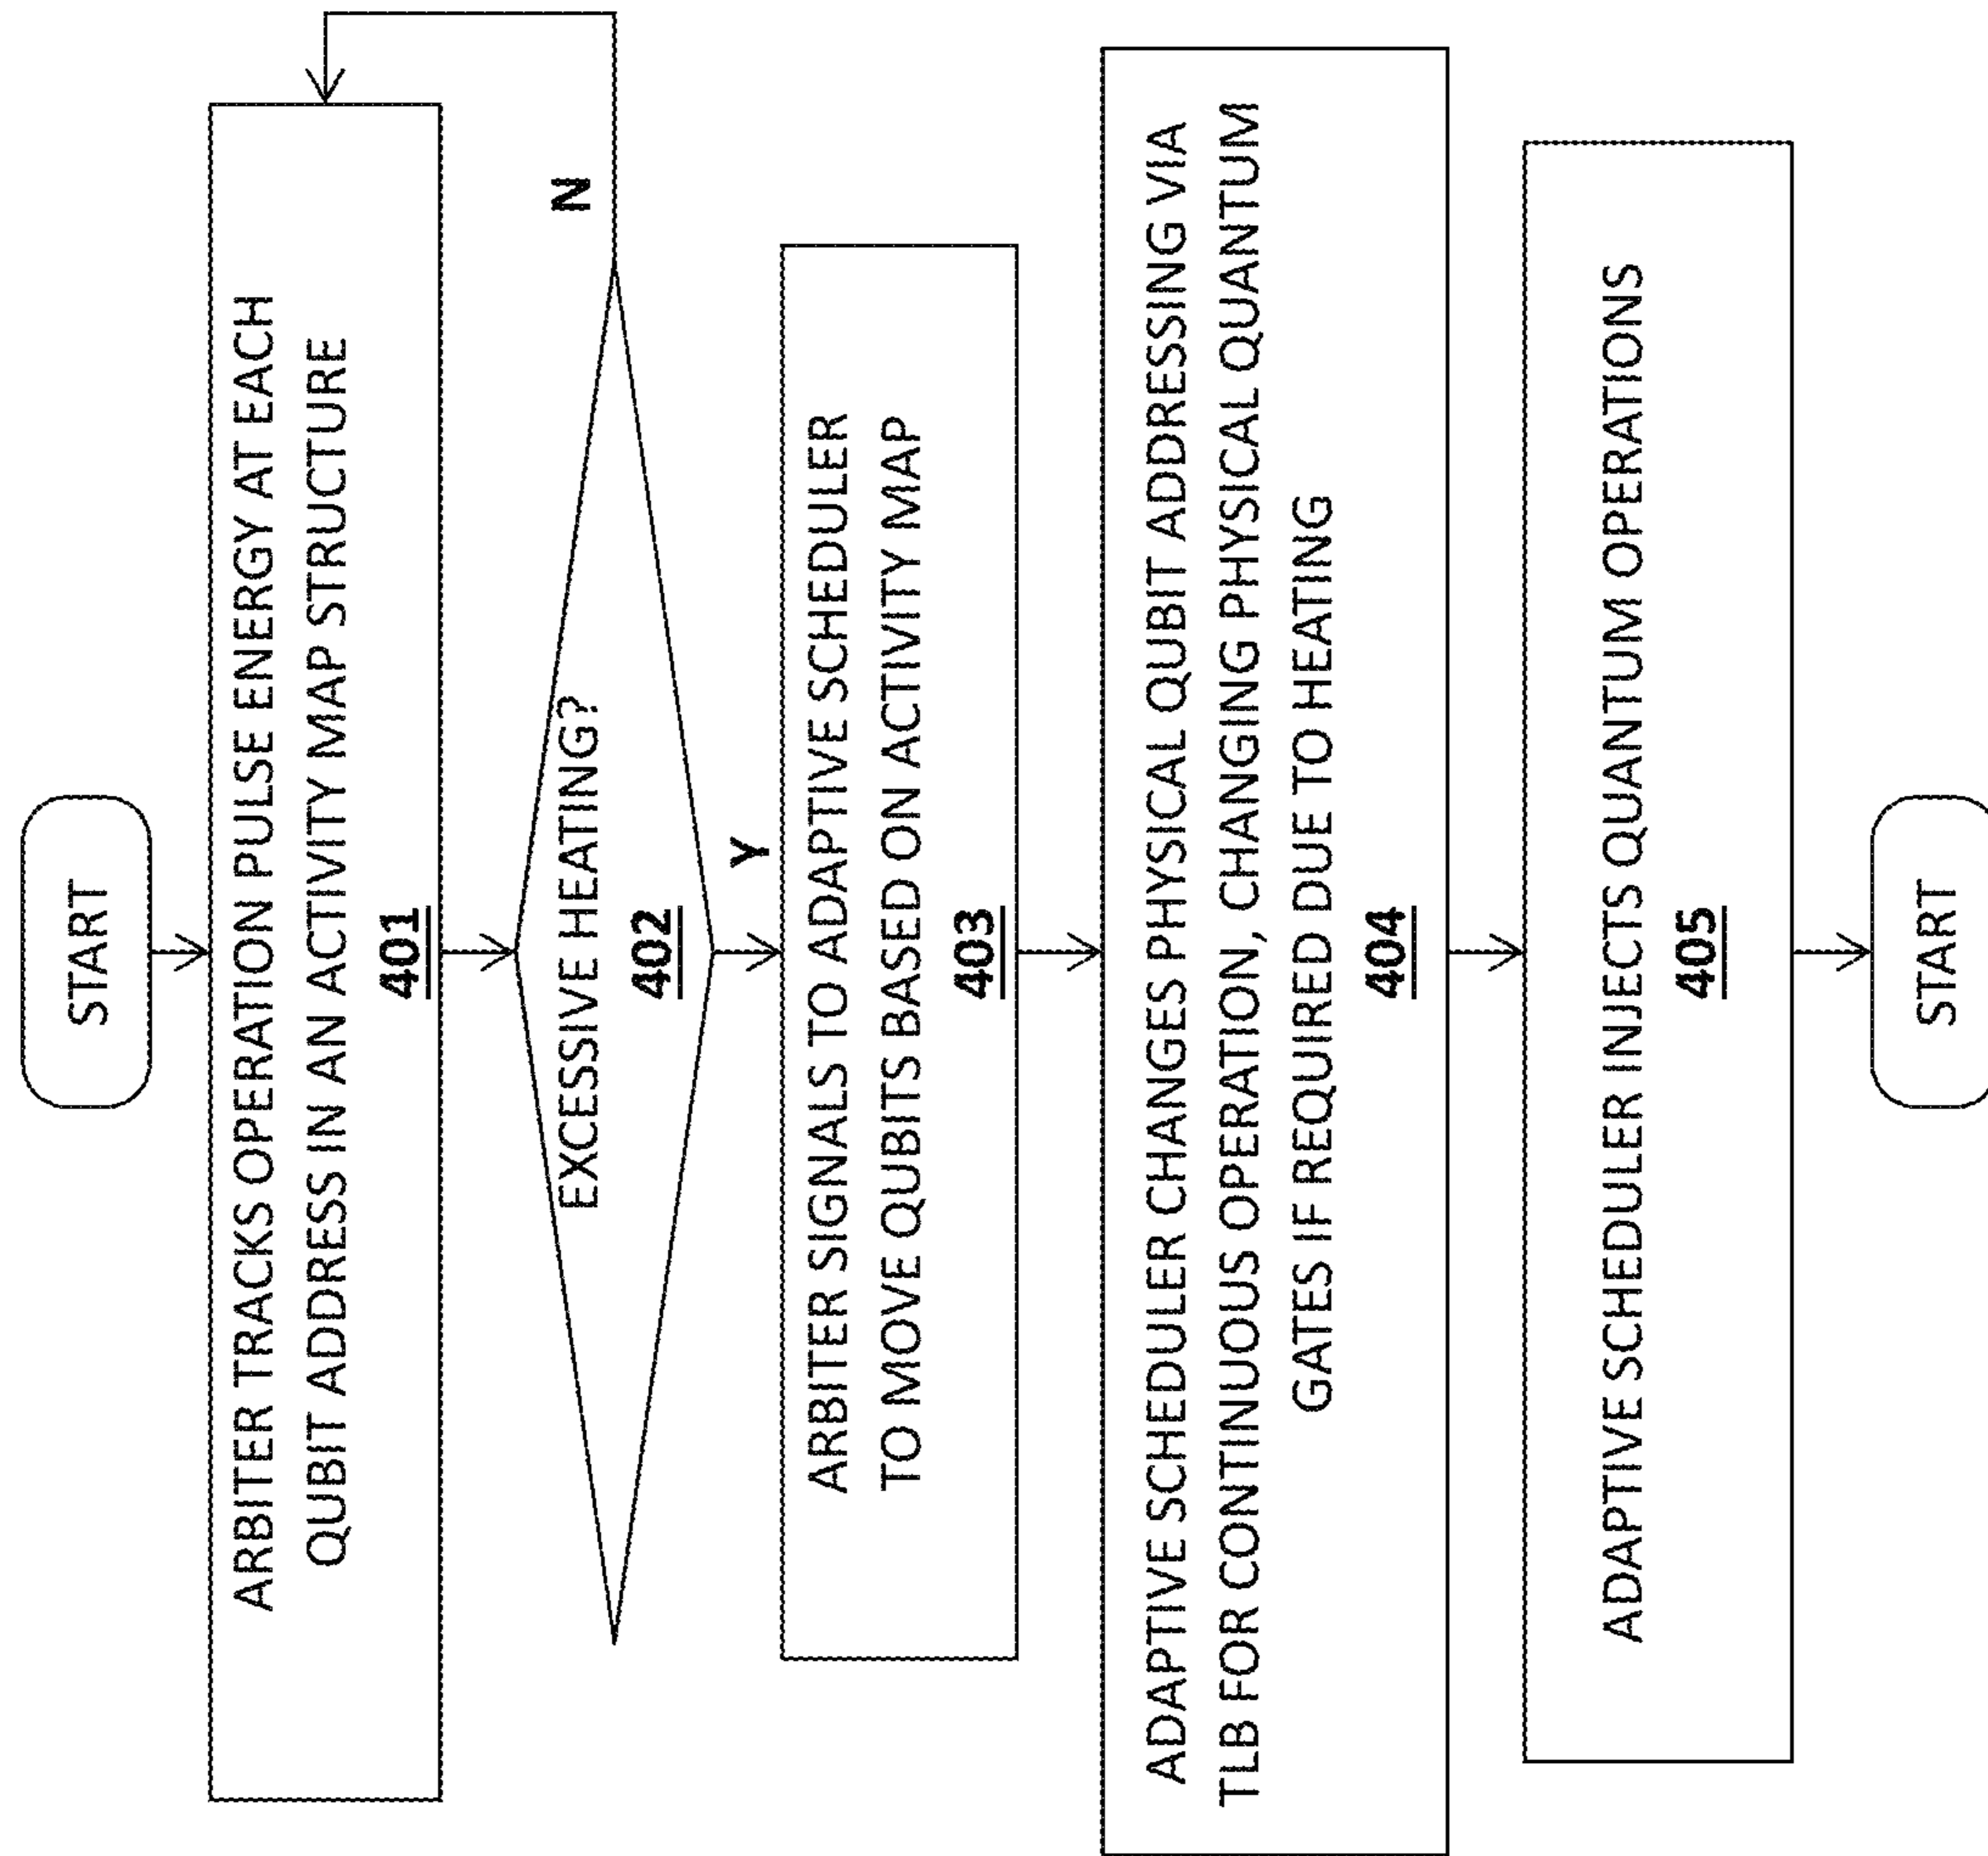 START
ARBITER TRACKS OPERATION PULSE ENERGY AT EACH
QUBIT ADDRESS IN AN ACTIVITY MAP STRUCTURE
401
EXCESSIVE HEATING?
402
N
Y
ARBITER SIGNALS TO ADAPTIVE SCHEDULER
TO MOVE QUBITS BASED ON ACTIVITY MAP
403
ADAPTIVE SCHEDULER CHANGES PHYSICAL QUBIT ADDRESSING VIA
TLB FOR CONTINUOUS OPERATION, CHANGING PHYSICAL QUANTUM
GATES IF REQUIRED DUE TO HEATING
404
ADAPTIVE SCHEDULER INJECTS QUANTUM OPERATIONS
405
START